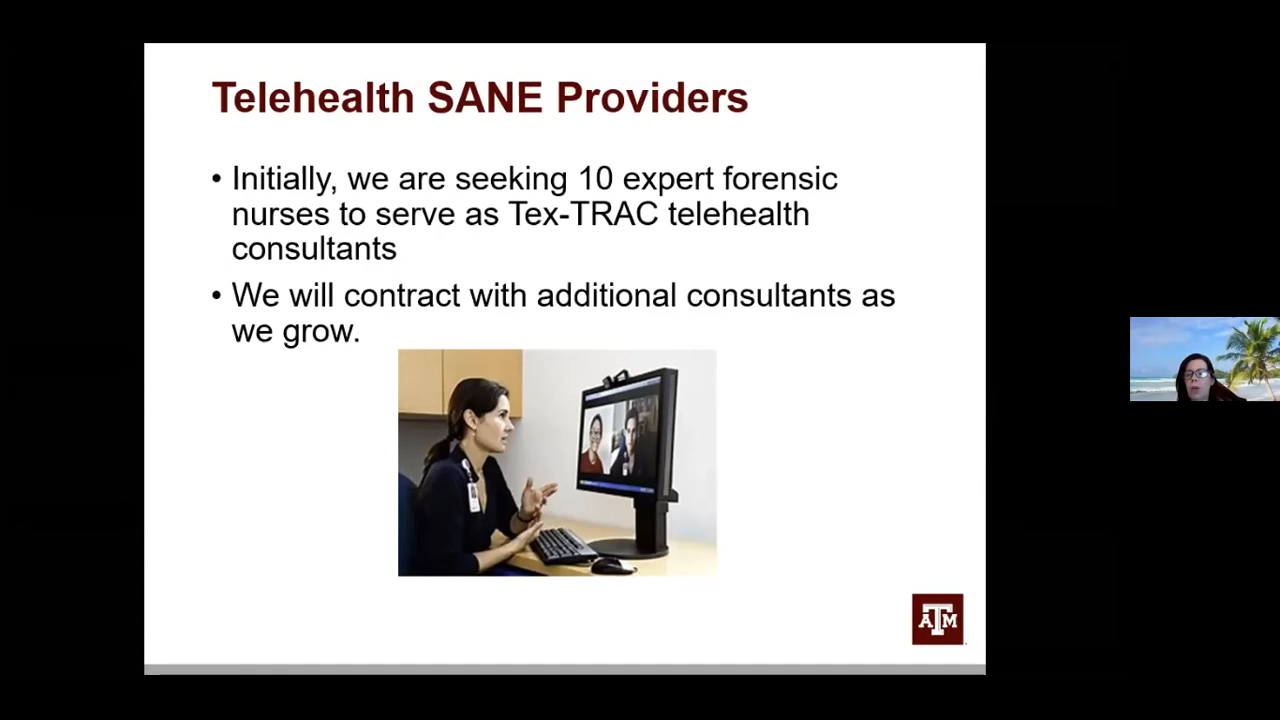 Telehealth SANE Providers
• Initially, we are seeking 10 expert forensic
nurses to serve as Tex-TRAC telehealth
consultants
• We will contract with additional consultants as
we grow.
ATM